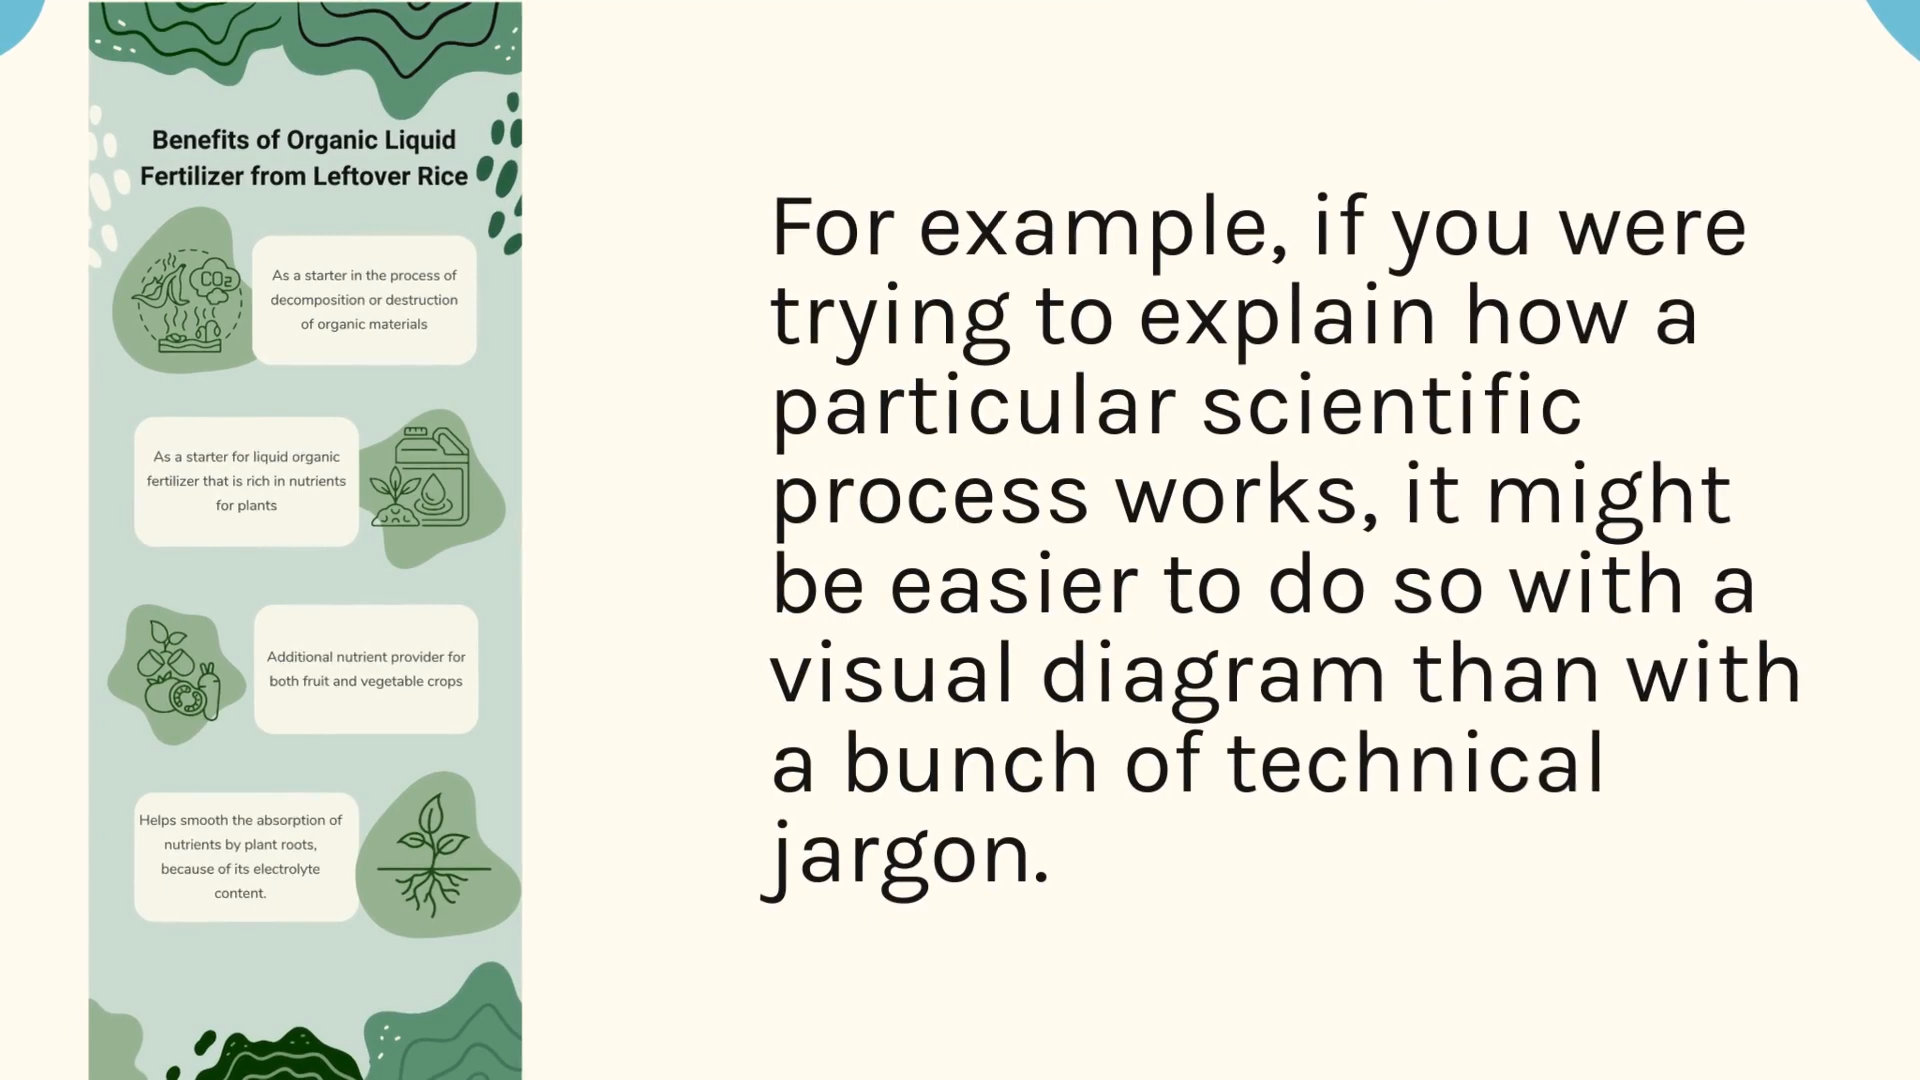 Benefits of Organic Liquid
Fertilizer from Leftover Rice
CO2
As a starter in the process of
decomposition or destruction
of organic materials
As a starter for liquid organic
fertilizer that is rich in nutrients
for plants
Additional nutrient provider for
both fruit and vegetable crops
Helps smooth the absorption of
nutrients by plant roots,
because of its electrolyte
content.
For example, if you were
trying to explain how a
particular scientific
process works, it might
be easier to do so with a
visual diagram than with
a bunch of technical
jargon.